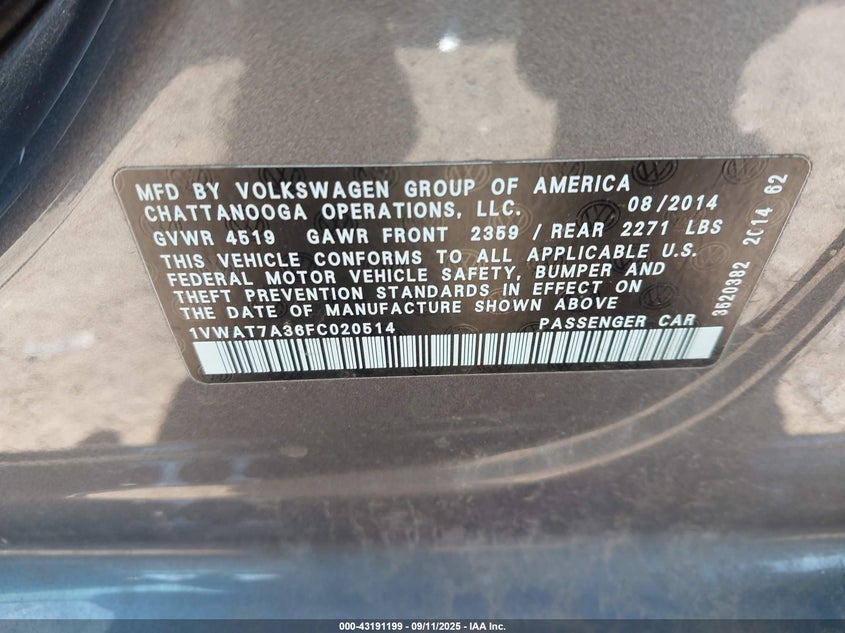 MFD BY VOLKSWAGEN GROUP OF AMERICA
CHATTANOOGA OPERATIONS, LLC. 08/2014
GVWR 4519 GAWR FRONT 2359 / REAR 2271 LBS
THIS VEHICLE CONFORMS TO ALL APPLICABLE U.S.
FEDERAL MOTOR VEHICLE SAFETY, BUMPER AND
THEFT PREVENTION STANDARDS IN EFFECT ON
THE DATE OF MANUFACTURE SHOWN ABOVE
1VWAT7A36FC020514 PASSENGER CAR
3520382 2014 62
000-43191199 - 09/11/2025 - IAA Inc.